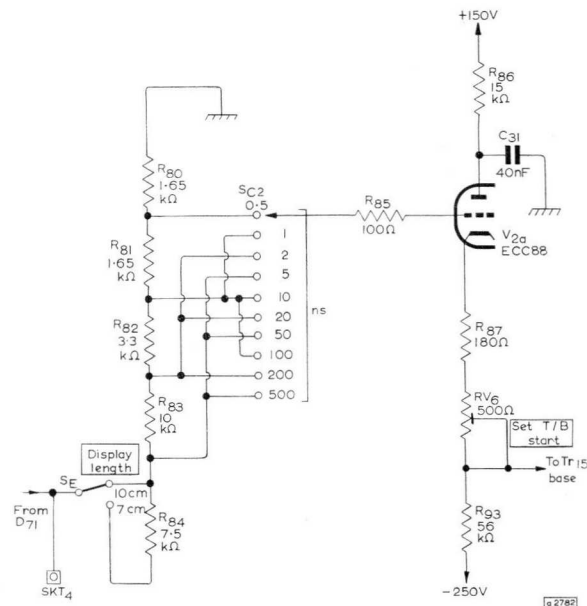 +150V
R86
15
kΩ
C31
40nF
R80
1·65
kΩ
SC2
0·5
R85
100Ω
V2a
ECC88
R81
1·65
kΩ
1
2
5
10
20
50
100
200
500
ns
R82
3·3
kΩ
R87
180Ω
R83
10
kΩ
RV6
500Ω
Set T/B
start
Display
length
SE
10cm
7cm
From
D71
To Tr15
base
R84
7·5
kΩ
R93
56
kΩ
SKT4
-250V
a 2782